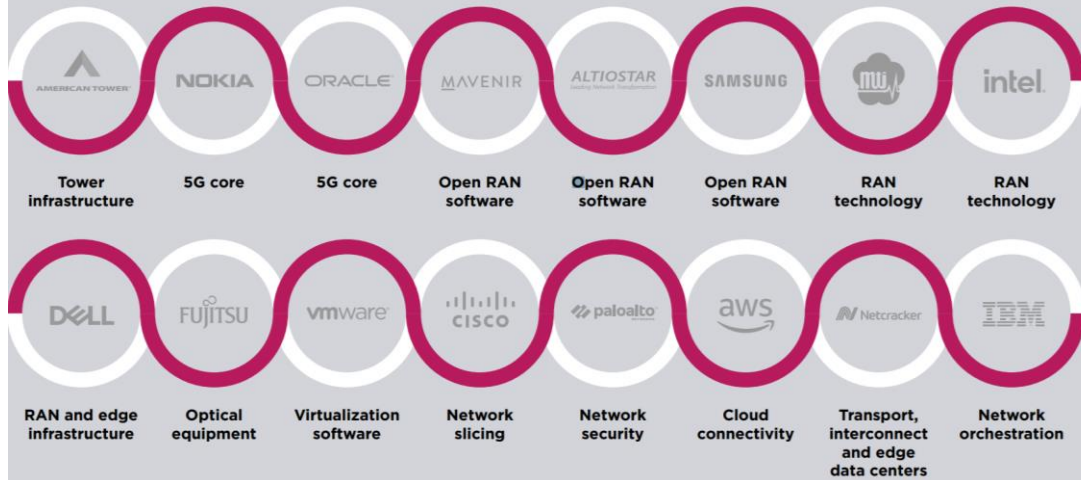 AMERICAN TOWER
NOKIA
ORACLE
MAVENIR
ALTIOSTAR
Leading Network Transformation
SAMSUNG
intel.
Tower
infrastructure
5G core
5G core
Open RAN
software
Open RAN
software
Open RAN
software
RAN
technology
RAN
technology
DELL
FUJITSU
vmware
CISCO
paloalto
aws
Netcracker
IBM
RAN and edge
infrastructure
Optical
equipment
Virtualization
software
Network
slicing
Network
security
Cloud
connectivity
Transport,
interconnect
and edge
data centers
Network
orchestration